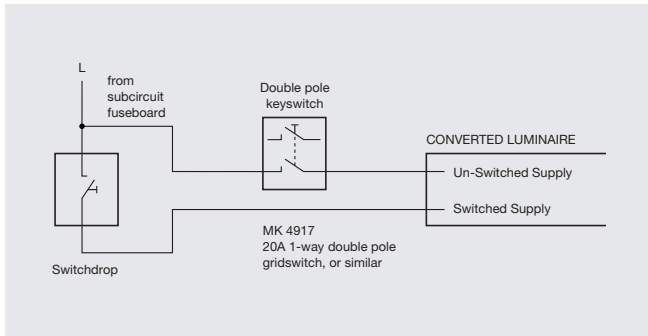 L
from
subcircuit
fuseboard
Double pole
keyswitch
CONVERTED LUMINAIRE
Un-Switched Supply
Switched Supply
MK 4917
20A 1-way double pole
gridswitch, or similar
Switchdrop